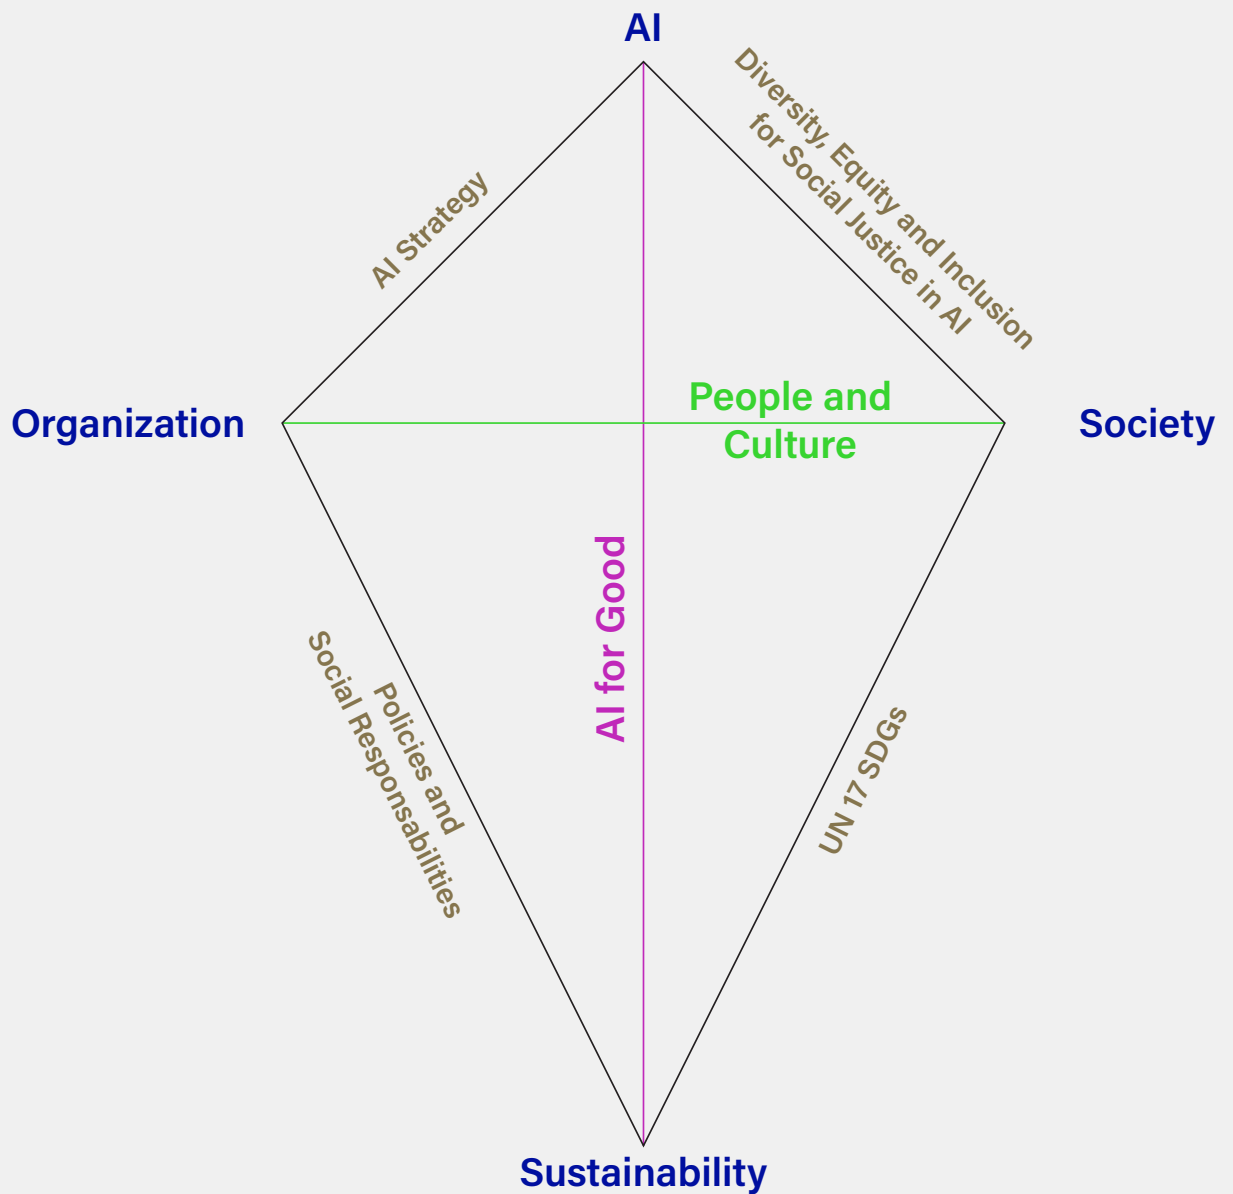 AI
Diversity, Equity and Inclusion
for Social Justice in AI
AI Strategy
People and
Culture
Organization
Society
AI for Good
Policies and
Social Responsabilities
UN 17 SDGs
Sustainability